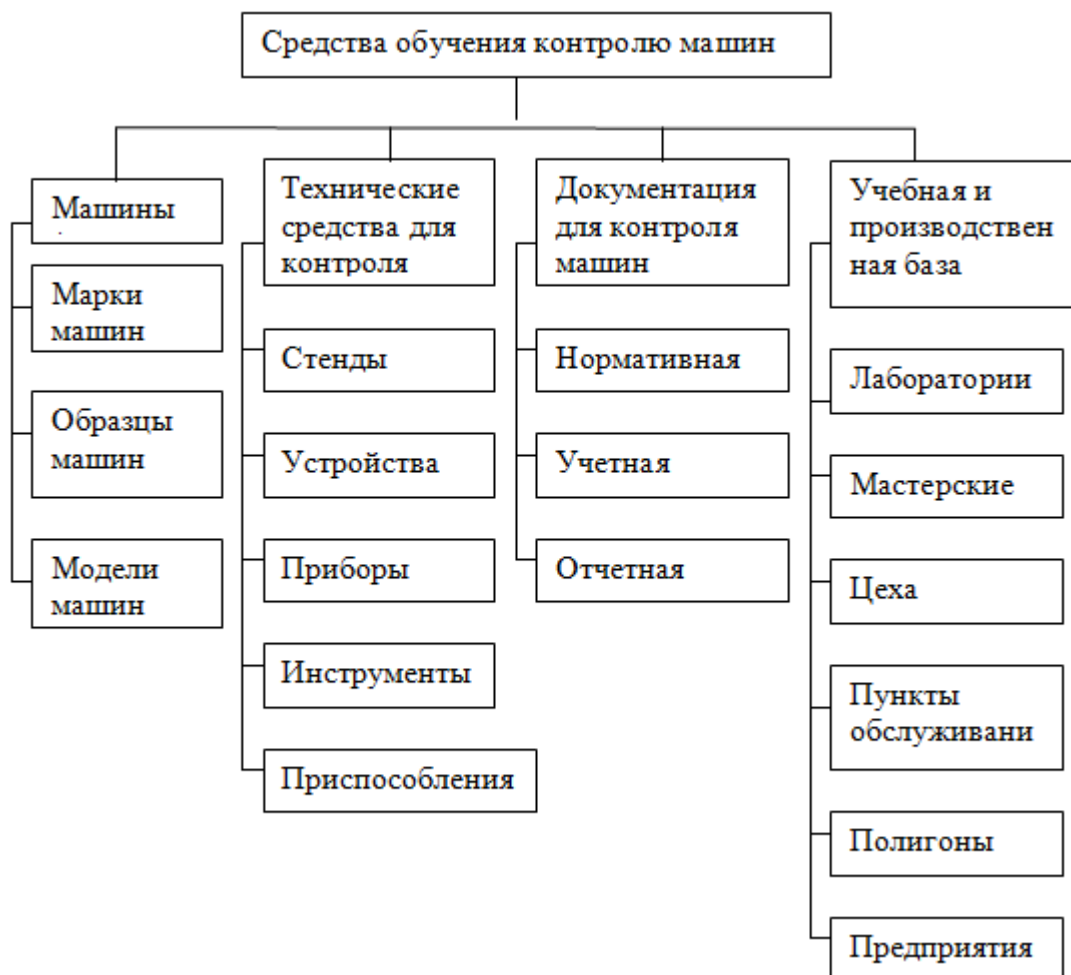 Средства обучения контролю машин
Машины
Марки
машин
Образцы
машин
Модели
машин
Технические
средства для
контроля
Стенды
Устройства
Приборы
Инструменты
Приспособления
Документация
для контроля
машин
Нормативная
Учетная
Отчетная
Учебная и
производствен
ная база
Лаборатории
Мастерские
Цеха
Пункты
обслуживани
Полигоны
Предприятия